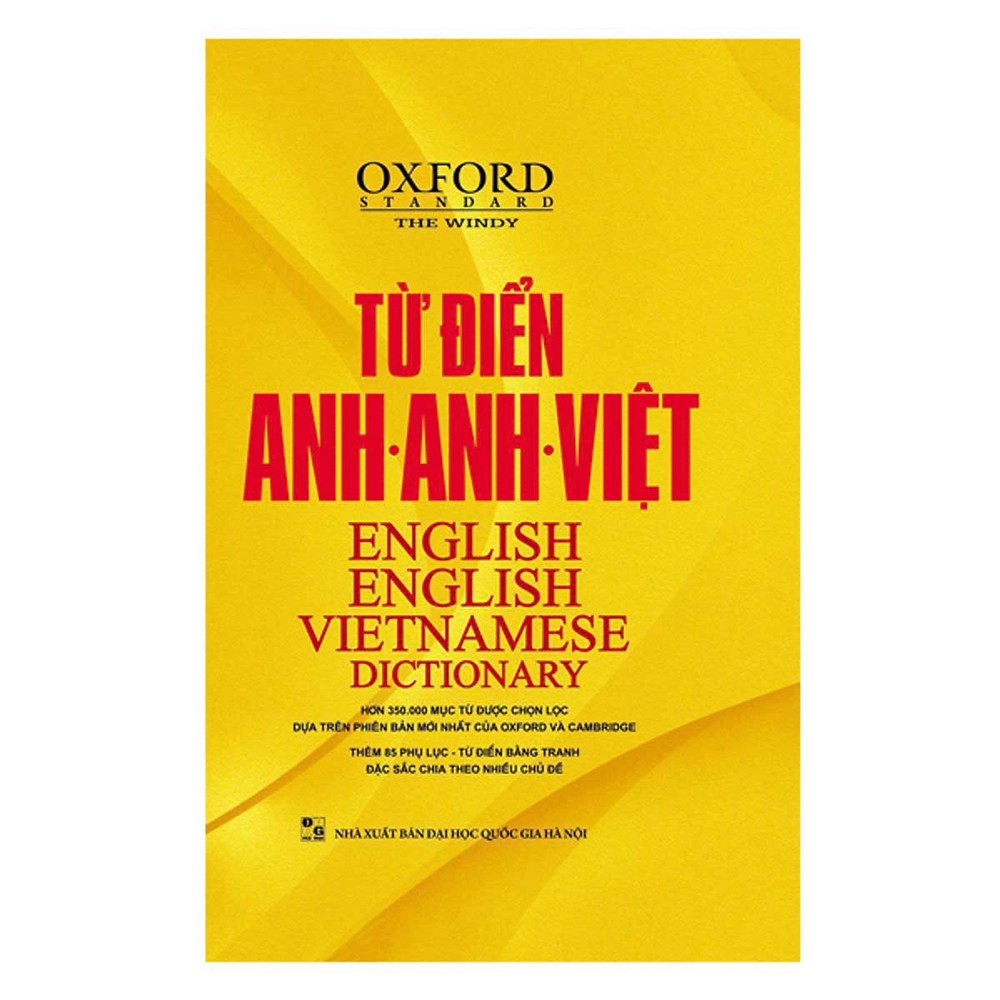 OXFORD
STANDARD
THE WINDY
TỪ ĐIỂN
ANH·ANH·VIỆT
ENGLISH
ENGLISH
VIETNAMESE
DICTIONARY
HƠN 350.000 MỤC TỪ ĐƯỢC CHỌN LỌC
DỰA TRÊN PHIÊN BẢN MỚI NHẤT CỦA OXFORD VÀ CAMBRIDGE
THÊM 85 PHỤ LỤC - TỪ ĐIỂN BẰNG TRANH
ĐẶC SẮC CHIA THEO NHIỀU CHỦ ĐỀ
ĐG
NHÀ XUẤT BẢN ĐẠI HỌC QUỐC GIA HÀ NỘI